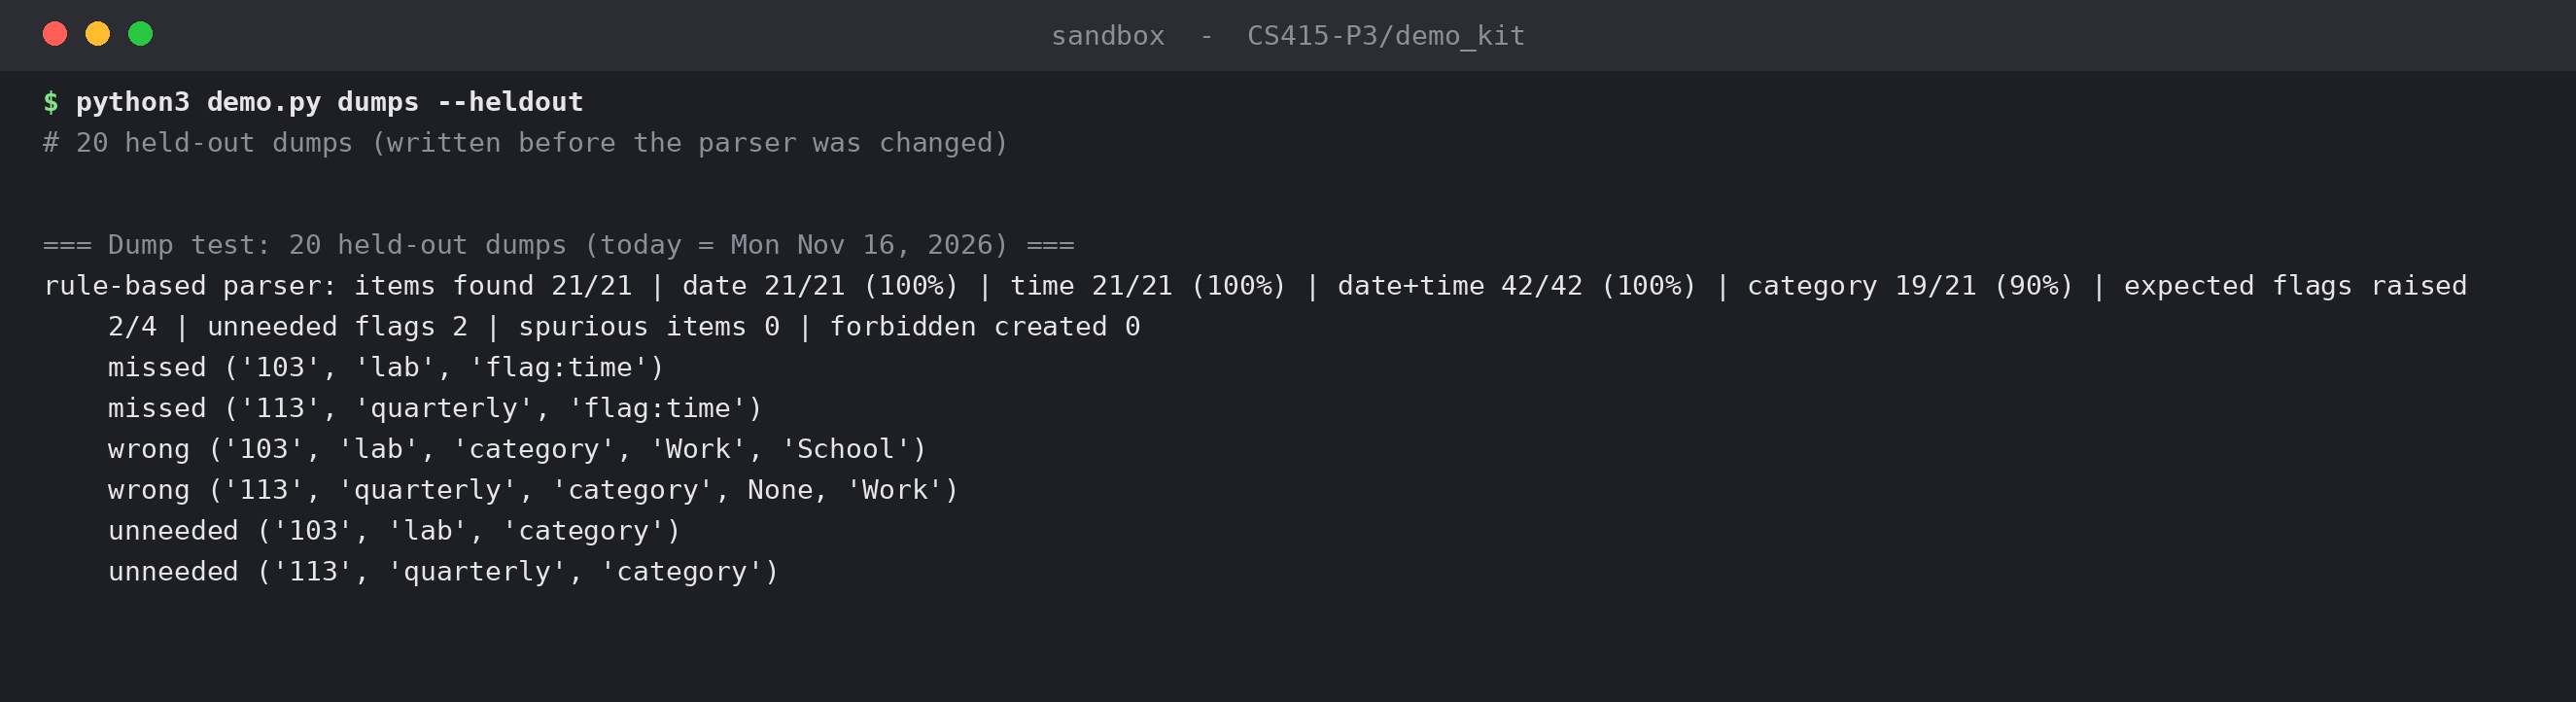 sandbox  -  CS415-P3/demo_kit
$ python3 demo.py dumps --heldout
# 20 held-out dumps (written before the parser was changed)
=== Dump test: 20 held-out dumps (today = Mon Nov 16, 2026) ===
rule-based parser: items found 21/21 | date 21/21 (100%) | time 21/21 (100%) | date+time 42/42 (100%) | category 19/21 (90%) | expected flags raised
2/4 | unneeded flags 2 | spurious items 0 | forbidden created 0
missed ('103', 'lab', 'flag:time')
missed ('113', 'quarterly', 'flag:time')
wrong ('103', 'lab', 'category', 'Work', 'School')
wrong ('113', 'quarterly', 'category', None, 'Work')
unneeded ('103', 'lab', 'category')
unneeded ('113', 'quarterly', 'category')